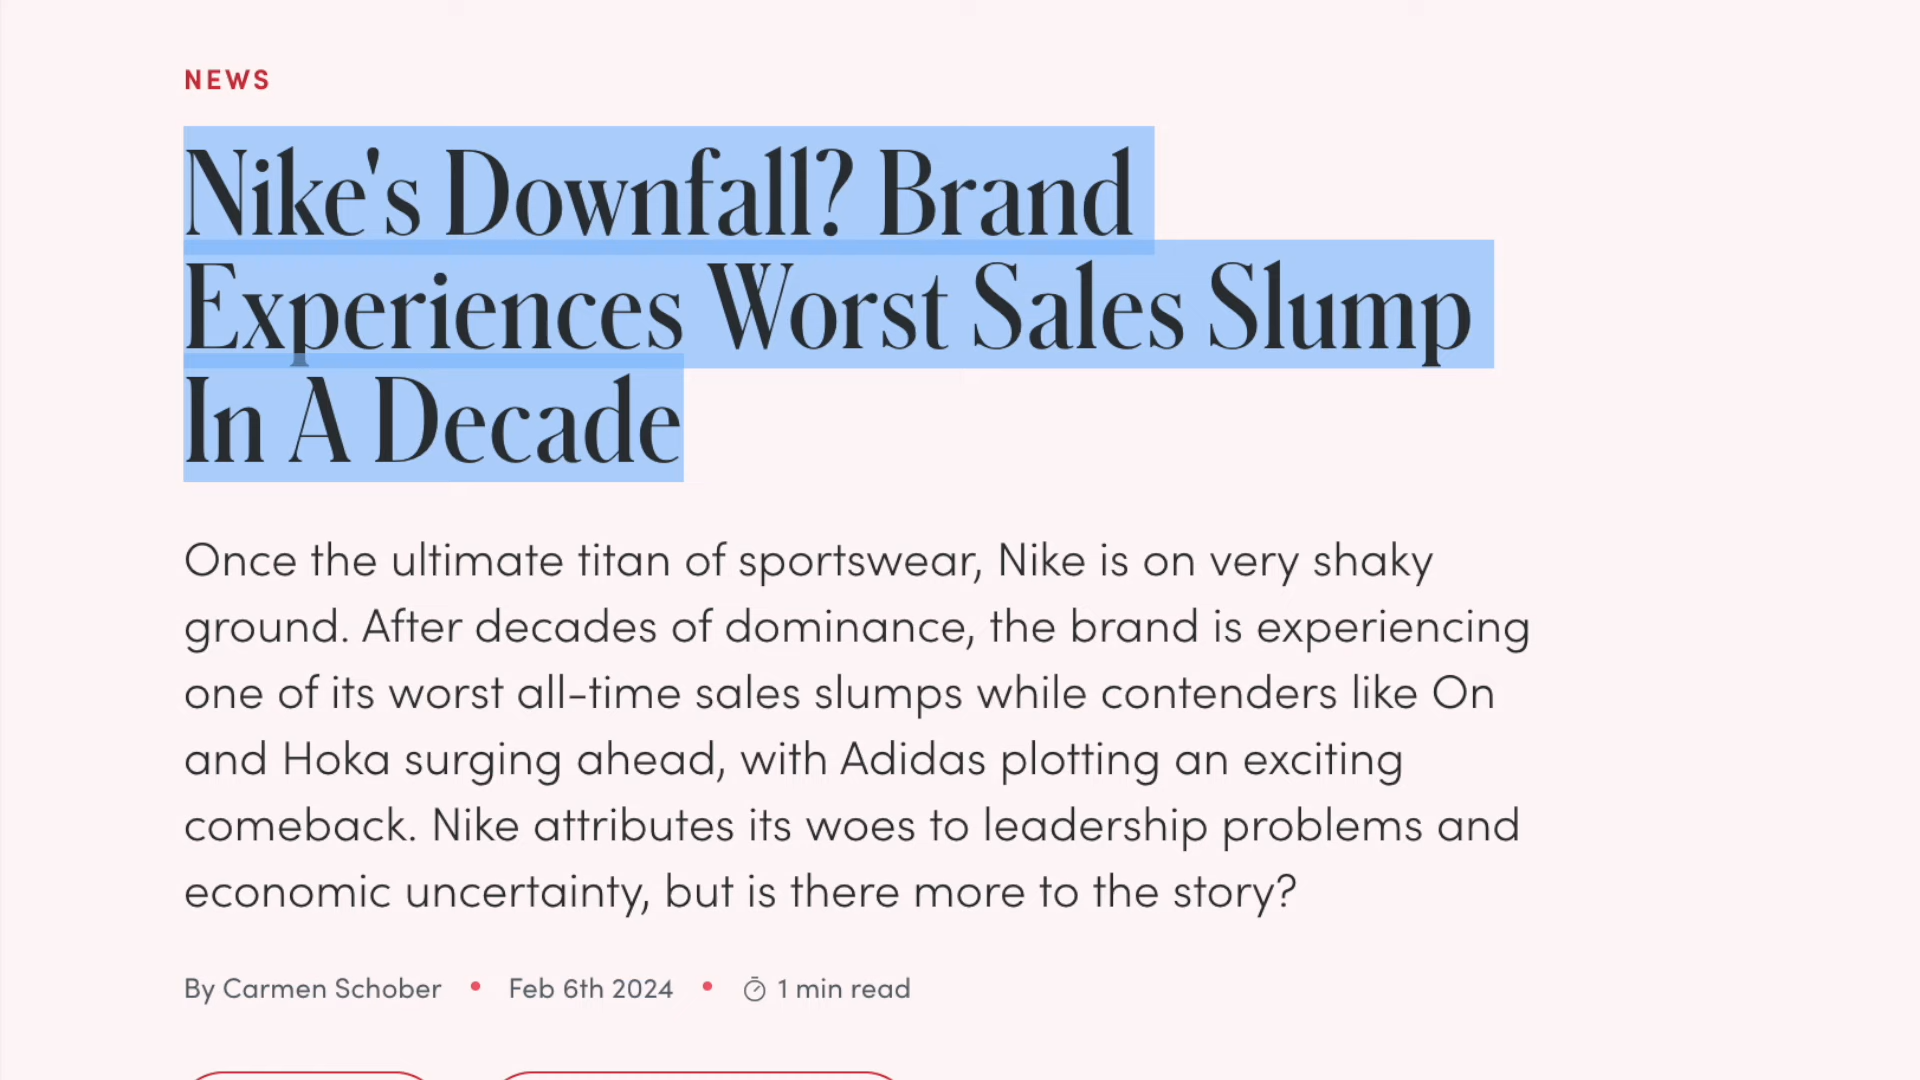 NEWS
Nike's Downfall? Brand
Experiences Worst Sales Slump
In A Decade
Once the ultimate titan of sportswear, Nike is on very shaky
ground. After decades of dominance, the brand is experiencing
one of its worst all-time sales slumps while contenders like On
and Hoka surging ahead, with Adidas plotting an exciting
comeback. Nike attributes its woes to leadership problems and
economic uncertainty, but is there more to the story?
By Carmen Schober • Feb 6th 2024 • 1 min read